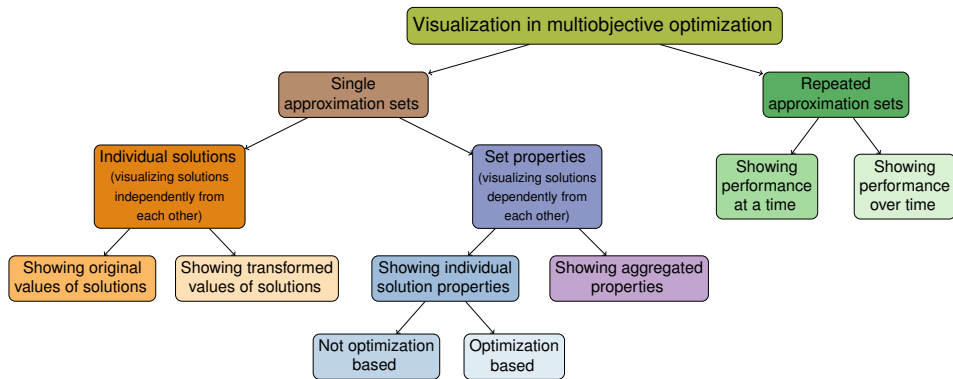 Visualization in multiobjective optimization
Single
approximation sets
Repeated
approximation sets
Individual solutions
(visualizing solutions
independently from
each other)
Set properties
(visualizing solutions
dependently from
each other)
Showing
performance
at a time
Showing
performance
over time
Showing original
values of solutions
Showing transformed
values of solutions
Showing individual
solution properties
Showing aggregated
properties
Not optimization
based
Optimization
based